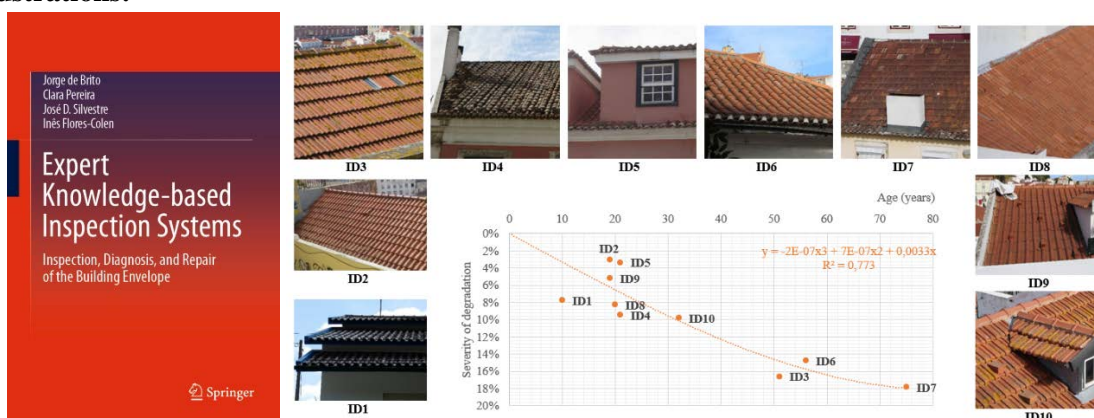 Jorge de Brito
Clara Pereira
José D. Silvestre
Inês Flores-Colen
Expert
Knowledge-based
Inspection Systems
Inspection, Diagnosis, and Repair
of the Building Envelope
Springer
ID3
ID4
ID5
ID6
ID7
ID8
ID2
ID1
Age (years)
0 10 20 30 40 50 60 70 80
Severity of degradation
0%
2%
4%
6%
8%
10%
12%
14%
16%
18%
20%
y = -2E-07x3 + 7E-07x2 + 0,0033x
R² = 0,773
ID2
ID5
ID9
ID1
ID8
ID4
ID10
ID6
ID3
ID7
ID9
ID10